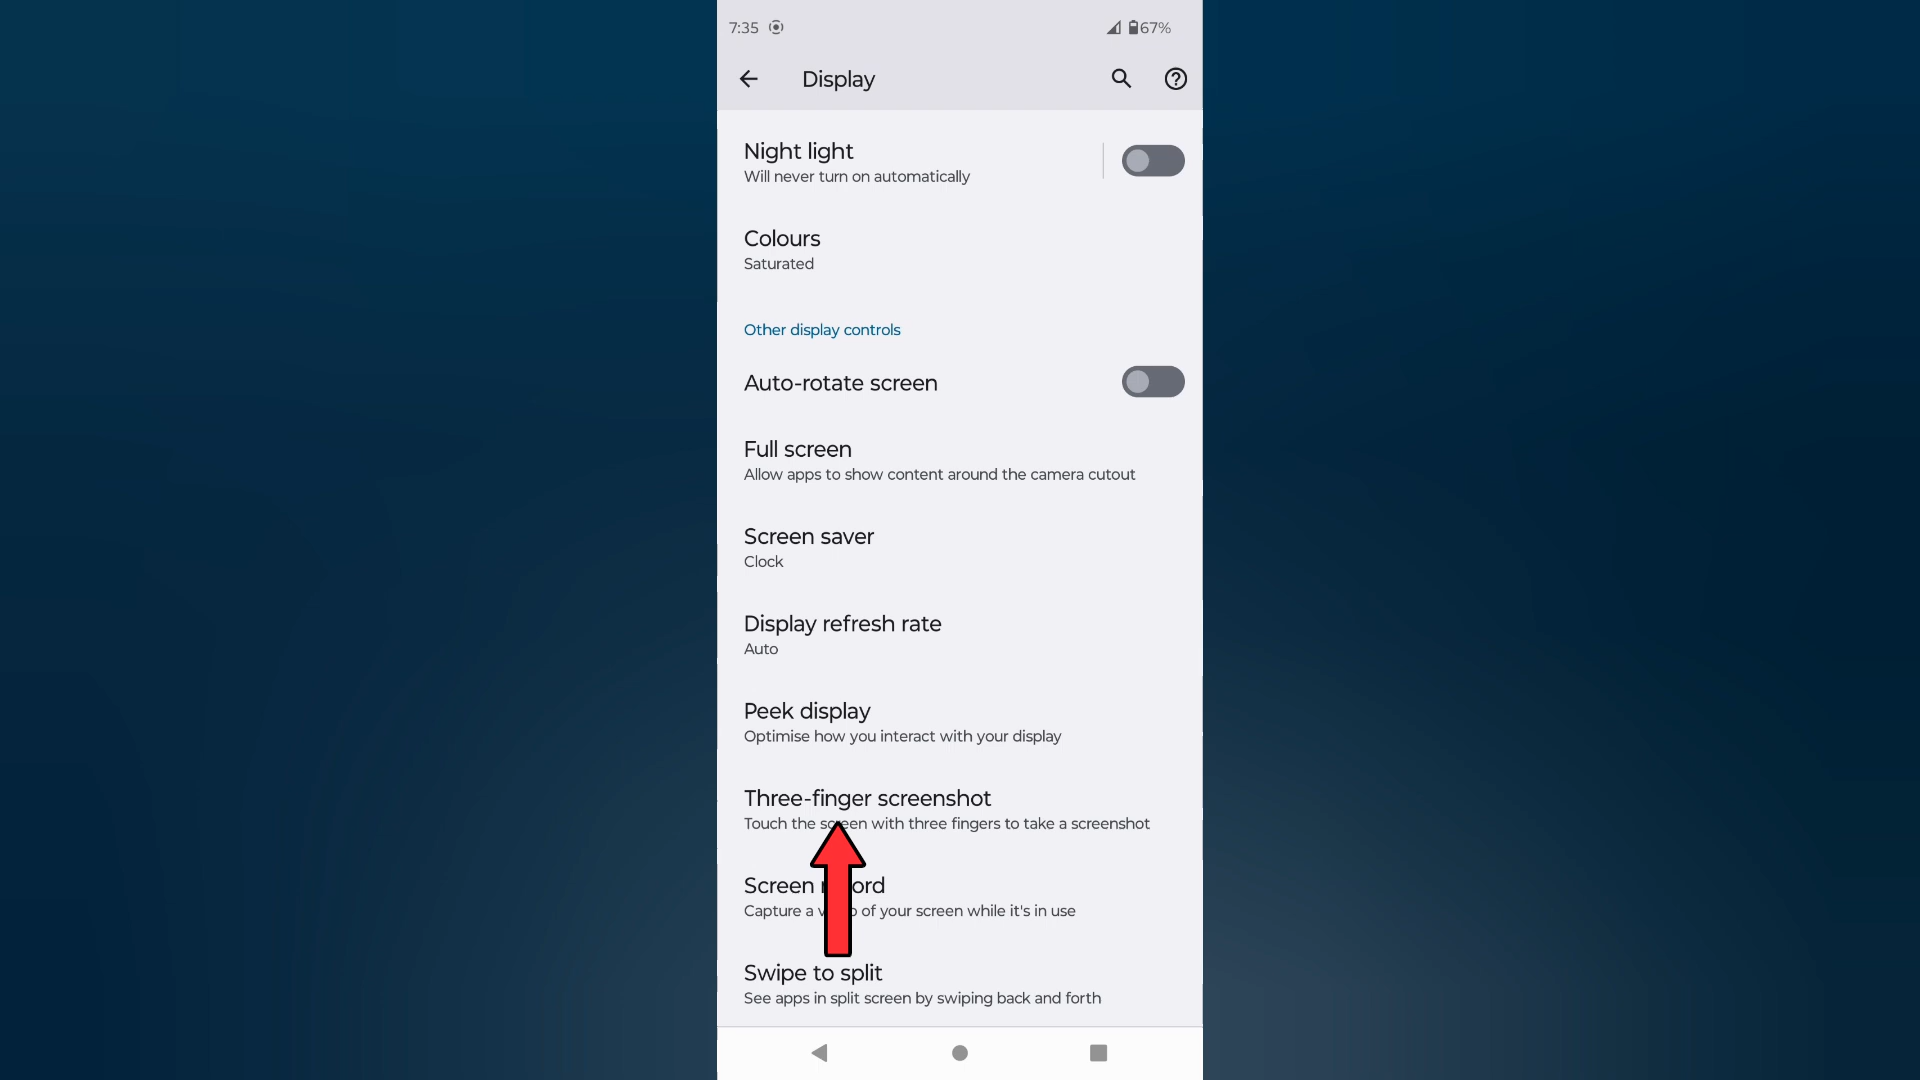 7:35 67%
Display
Night light
Will never turn on automatically
Colours
Saturated
Other display controls
Auto-rotate screen
Full screen
Allow apps to show content around the camera cutout
Screen saver
Clock
Display refresh rate
Auto
Peek display
Optimise how you interact with your display
Three-finger screenshot
Touch the screen with three fingers to take a screenshot
Screen record
Capture a video of your screen while it's in use
Swipe to split
See apps in split screen by swiping back and forth